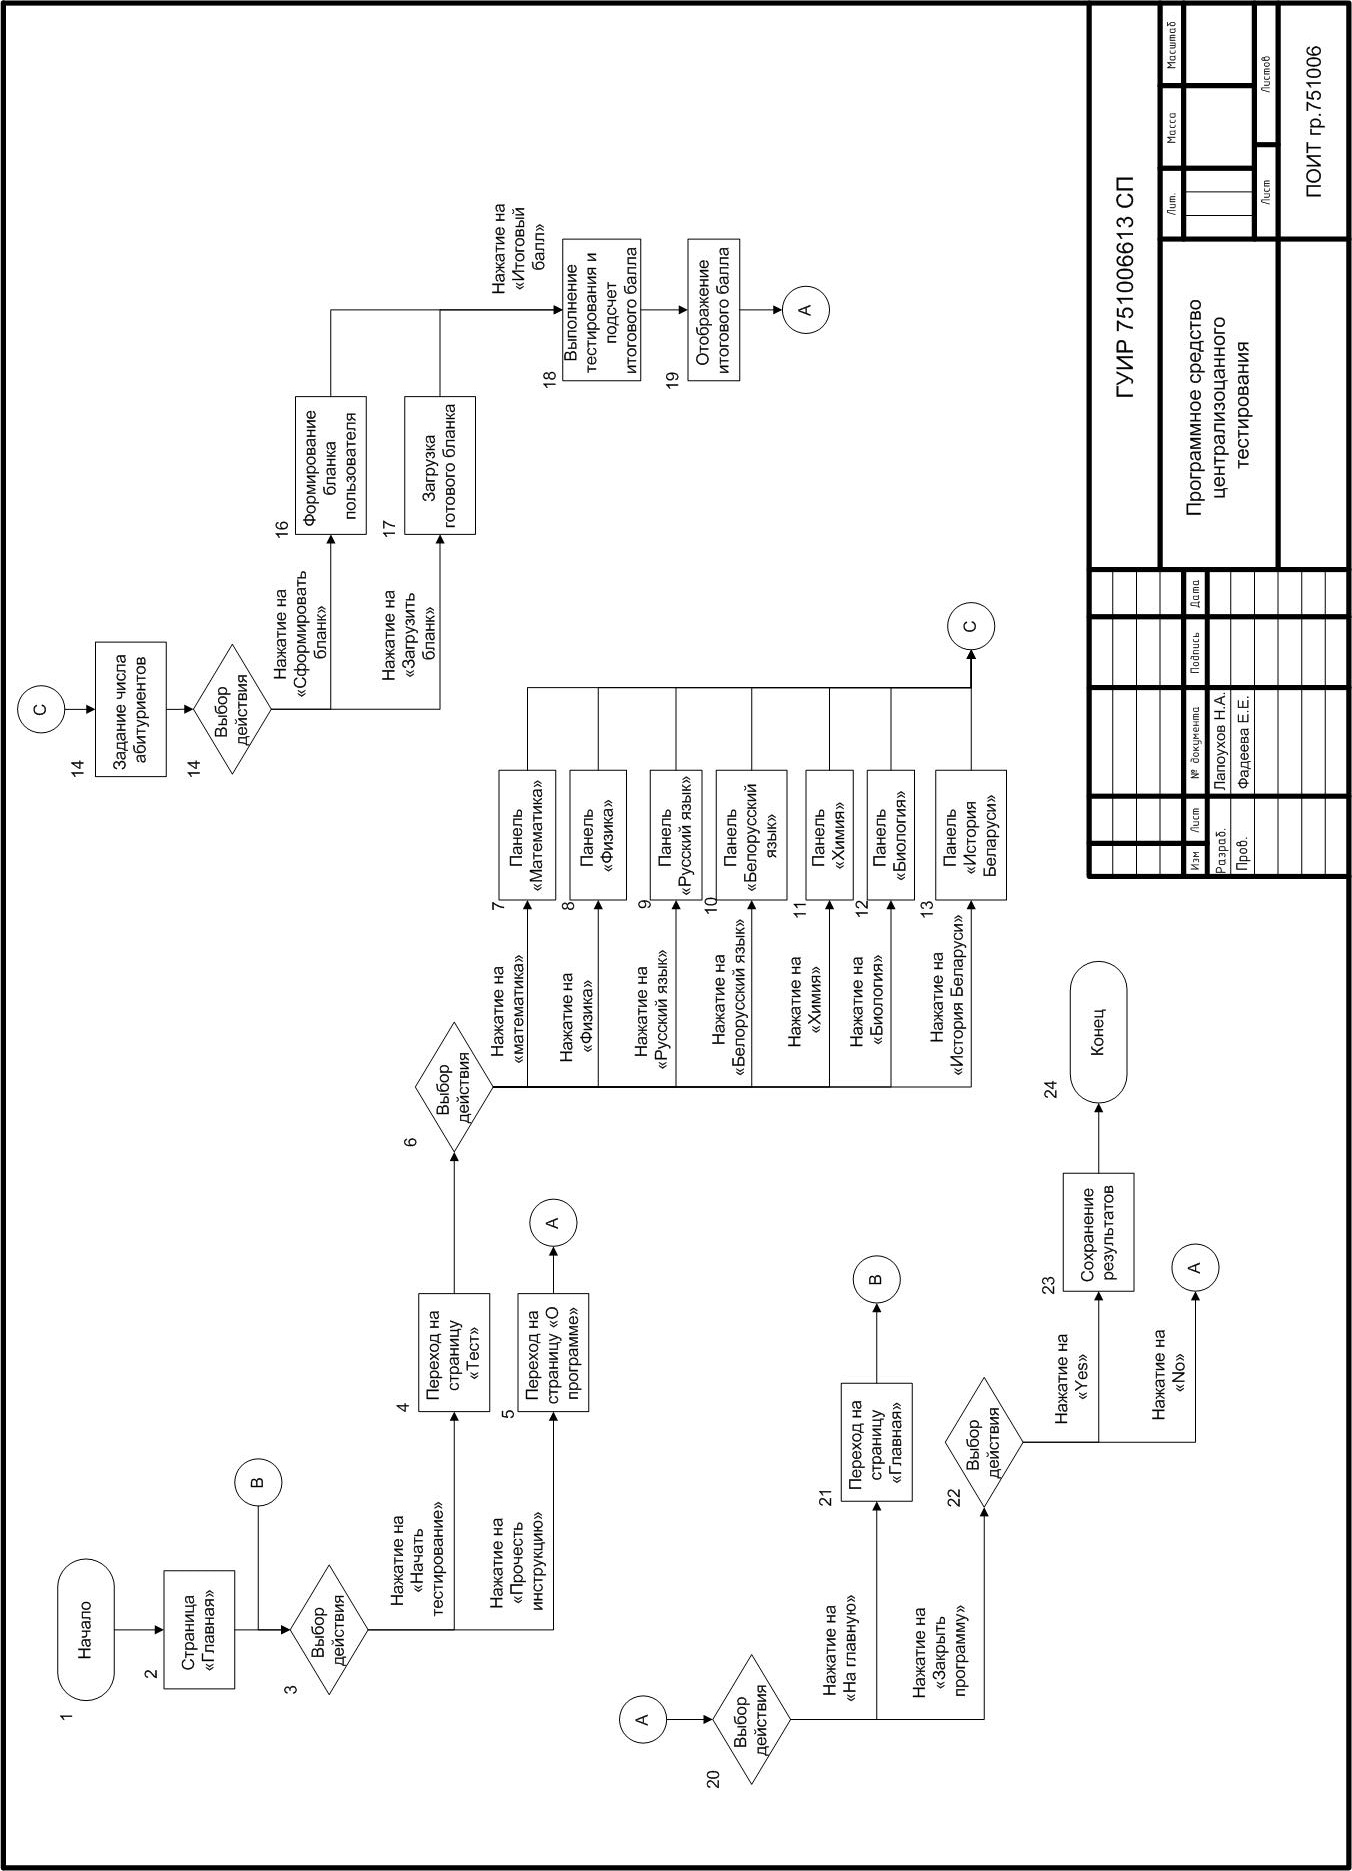 1
Начало
2
Страница
«Главная»
B
3
Выбор
действия
Нажатие на
«Начать
тестирование»
4
Переход на
страницу
«Тест»
Нажатие на
«Прочесть
инструкцию»
5
Переход на
страницу «О
программе»
A
6
Выбор
действия
Нажатие на
«математика»
7
Панель
«Математика»
Нажатие на
«Физика»
8
Панель
«Физика»
Нажатие на
«Русский язык»
9
Панель
«Русский язык»
Нажатие на
«Белорусский язык»
10
Панель
«Белорусский
язык»
Нажатие на
«Химия»
11
Панель
«Химия»
Нажатие на
«Биология»
12
Панель
«Биология»
Нажатие на
«История Беларуси»
13
Панель
«История
Беларуси»
C
C
14
Задание числа
абитуриентов
14
Выбор
действия
Нажатие на
«Сформировать
бланк»
16
Формирование
бланка
пользователя
Нажатие на
«Загрузить
бланк»
17
Загрузка
готового бланка
Нажатие на
«Итоговый
балл»
18
Выполнение
тестирования и
подсчет
итогового балла
19
Отображение
итогового балла
A
A
20
Выбор
действия
Нажатие на
«На главную»
21
Переход на
страницу
«Главная»
B
Нажатие на
«Закрыть
программу»
22
Выбор
действия
Нажатие на
«Yes»
23
Сохранение
результатов
24
Конец
Нажатие на
«No»
A
ГУИР 751006613 СП
Изм Лист № документа Подпись Дата
Разраб. Лапоухов Н.А.
Пров. Фадеева Е.Е.
Программное средство
централизоцанного
тестирования
Лит. Масса Масштаб
Лист Листов
ПОИТ гр.751006